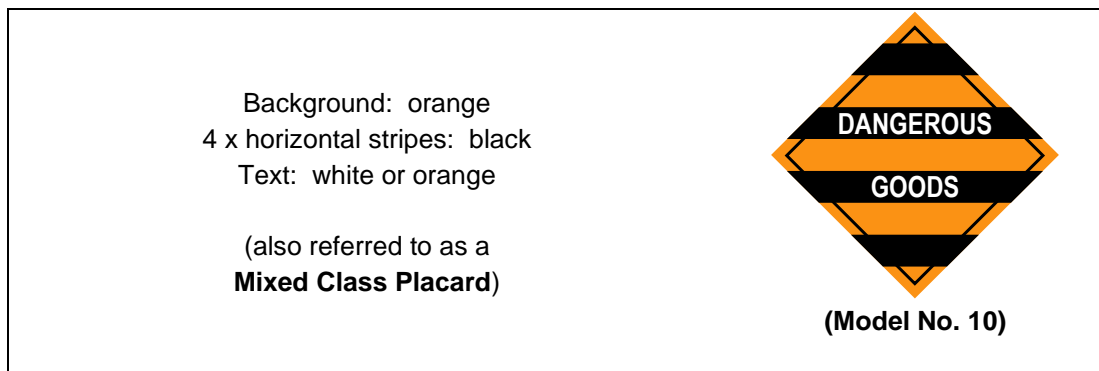 Background: orange
4 x horizontal stripes: black
Text: white or orange
(also referred to as a
Mixed Class Placard)
DANGEROUS
GOODS
(Model No. 10)